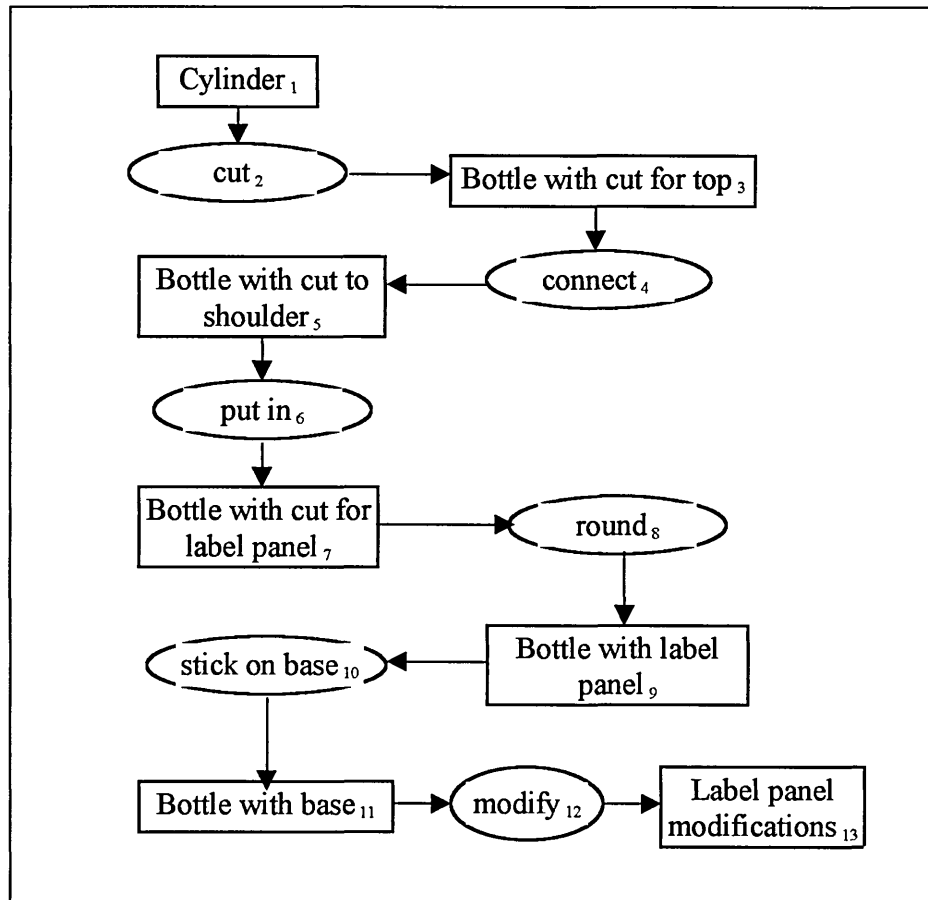 Cylinder 1
cut 2
Bottle with cut for top 3
connect 4
Bottle with cut to
shoulder 5
put in 6
Bottle with cut for
label panel 7
round 8
Bottle with label
panel 9
stick on base 10
Bottle with base 11
modify 12
Label panel
modifications 13